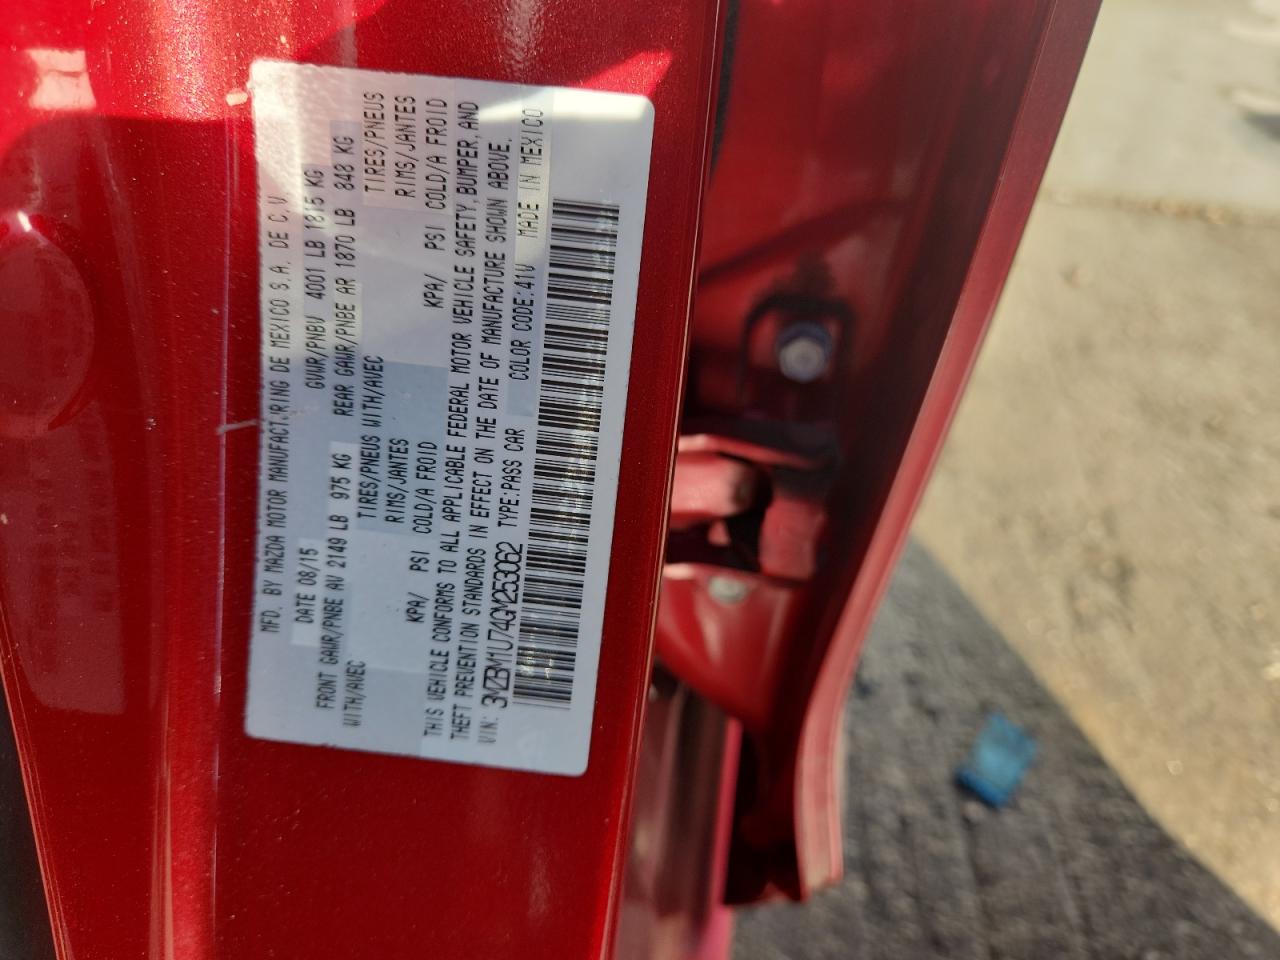 MFD. BY MAZDA MOTOR MANUFACTURING DE MEXICO S.A. DE C.V.
DATE 08/15 GVWR/PNBV 4001 LB 1815 KG
FRONT GAWR/PNBE AV 2149 LB 975 KG REAR GAWR/PNBE AR 1870 LB 848 KG
WITH/AVEC TIRES/PNEUS WITH/AVEC TIRES/PNEUS
RIMS/JANTES RIMS/JANTES
KPA/ PSI COLD/A FROID KPA/ PSI COLD/A FROID
THIS VEHICLE CONFORMS TO ALL APPLICABLE FEDERAL MOTOR VEHICLE SAFETY, BUMPER, AND
THEFT PREVENTION STANDARDS IN EFFECT ON THE DATE OF MANUFACTURE SHOWN ABOVE.
VIN: 3MZBM1U74GM253062 TYPE:PASS CAR COLOR CODE:41V MADE IN MEXICO